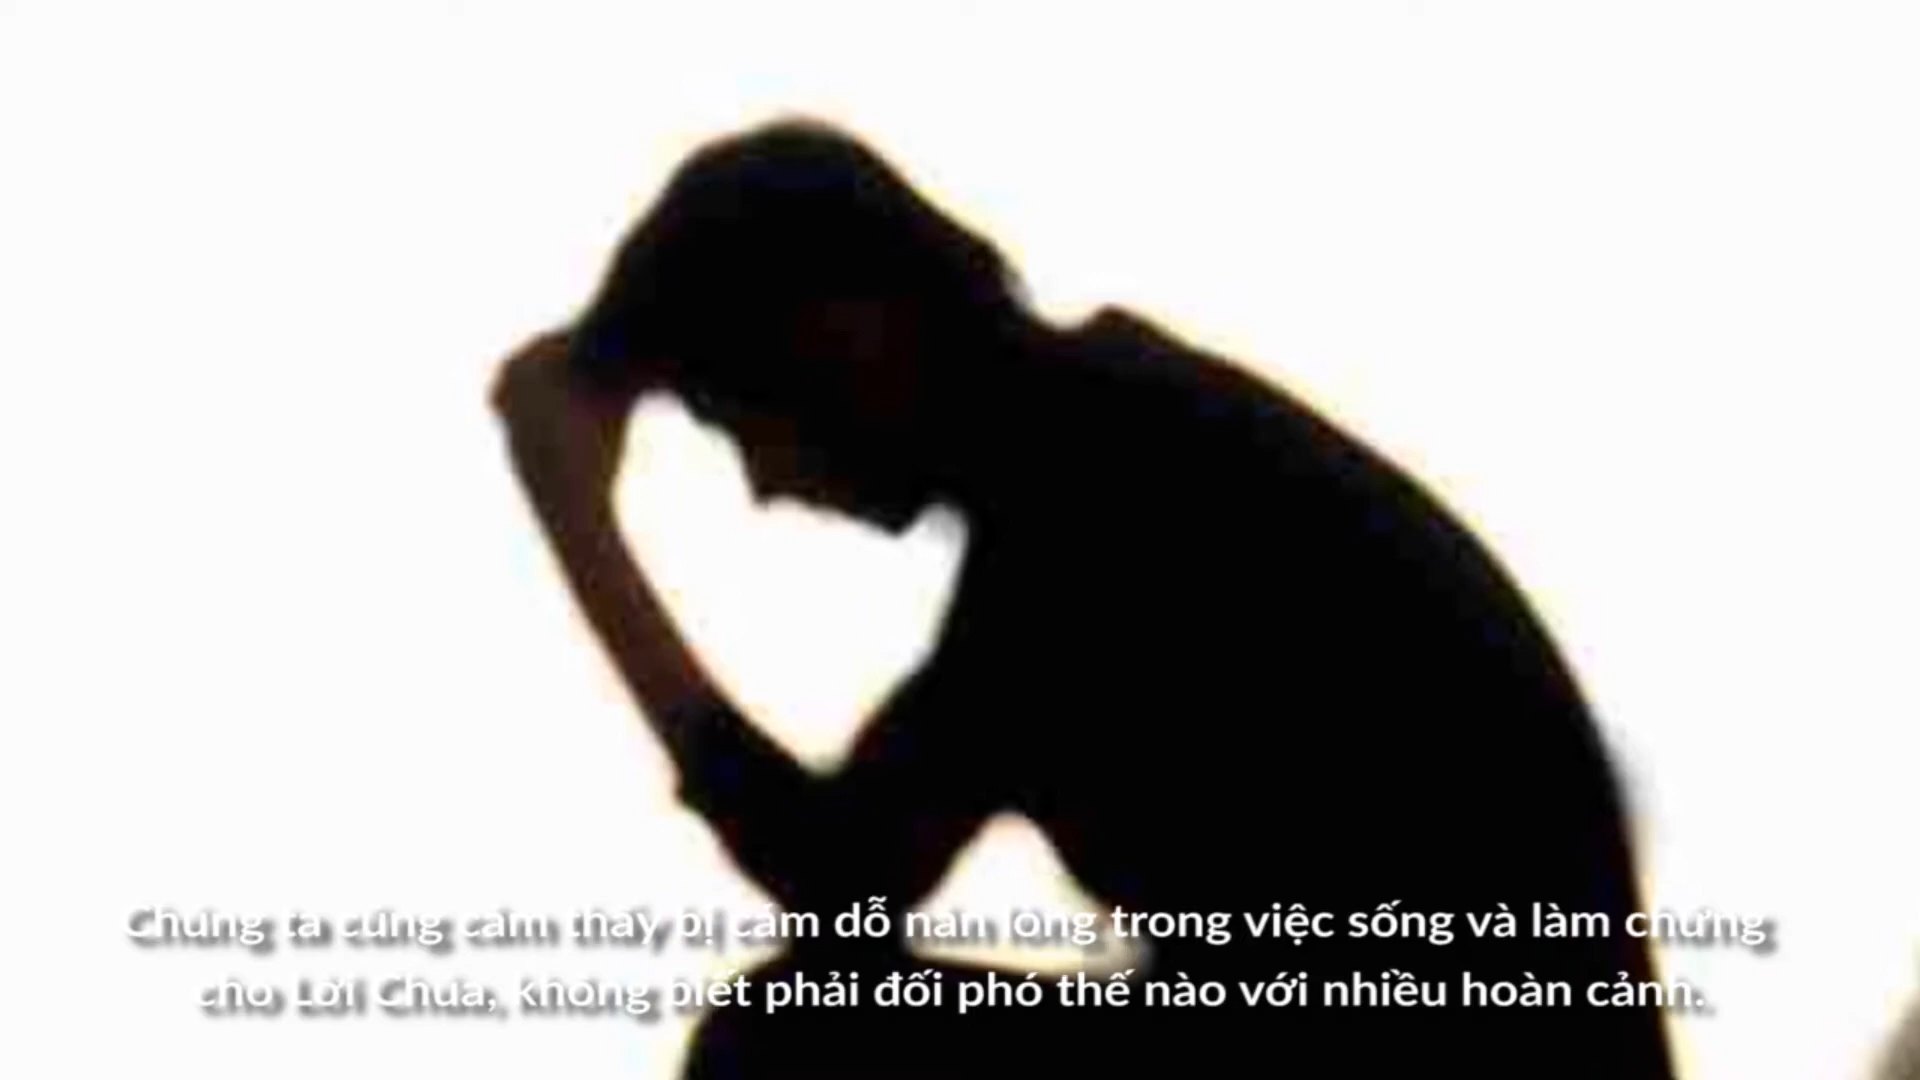 Chúng ta cũng cảm thấy bị cám dỗ nản lòng trong việc sống và làm chứng
cho Lời Chúa, không biết phải đối phó thế nào với nhiều hoàn cảnh.